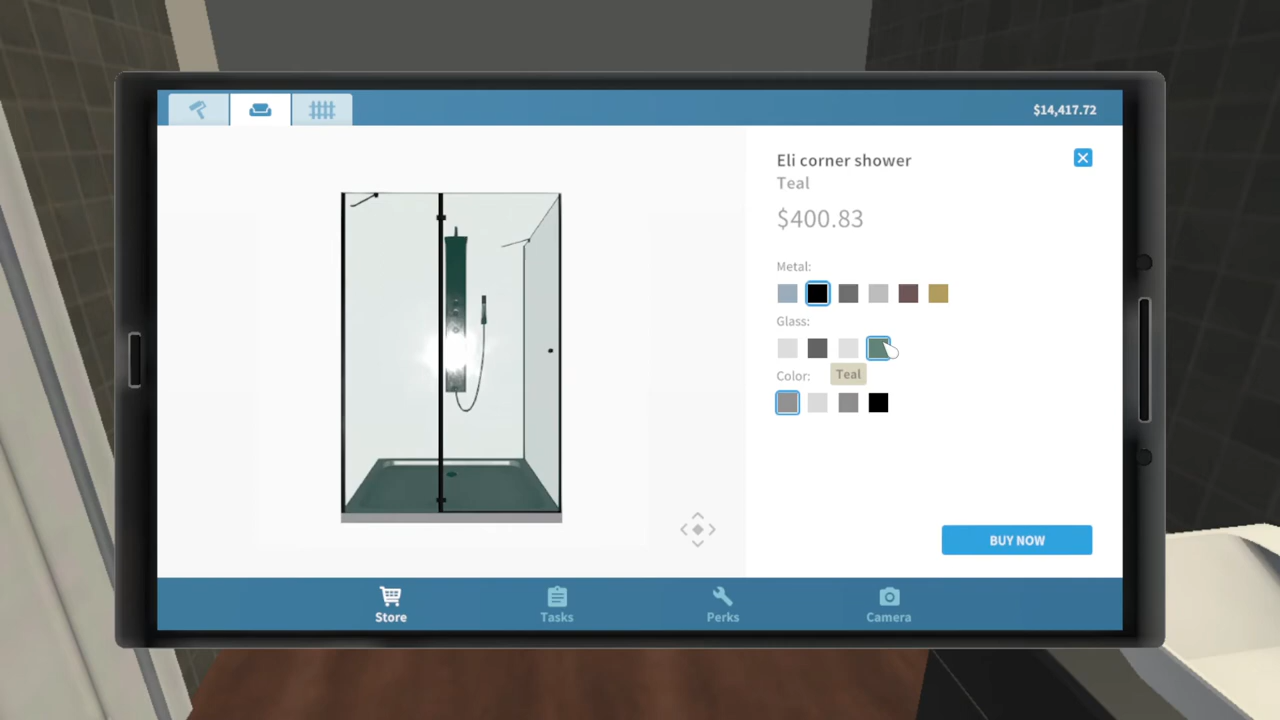 $14,417.72
Eli corner shower
Teal
$400.83
Metal:
Glass:
Teal
Color:
BUY NOW
Store
Tasks
Perks
Camera